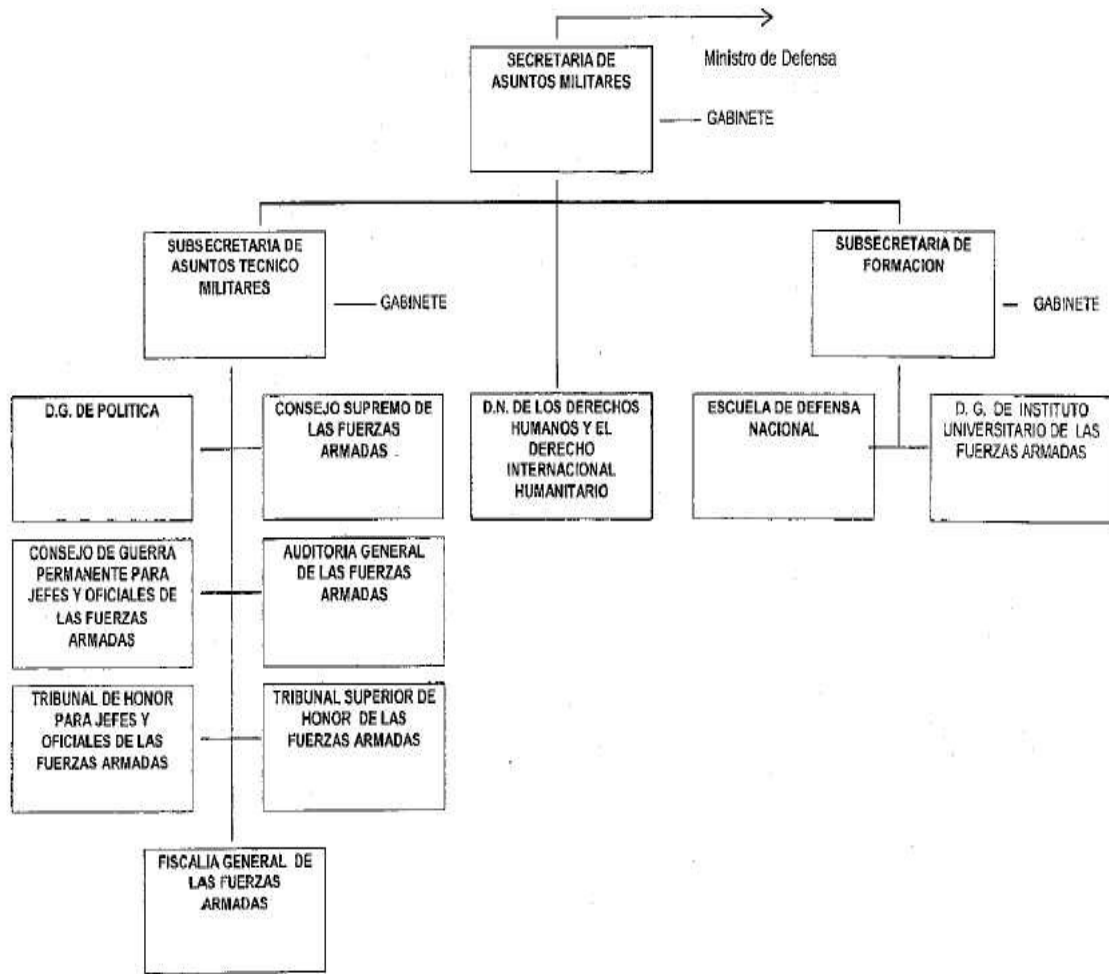 SECRETARIA DE
ASUNTOS MILITARES
Ministro de Defensa
GABINETE
SUBSECRETARIA DE
ASUNTOS TECNICO
MILITARES
GABINETE
SUBSECRETARIA DE
FORMACION
GABINETE
D.G. DE POLITICA
CONSEJO SUPREMO DE
LAS FUERZAS
ARMADAS
D.N. DE LOS DERECHOS
HUMANOS Y EL
DERECHO
INTERNACIONAL
HUMANITARIO
ESCUELA DE DEFENSA
NACIONAL
D. G. DE INSTITUTO
UNIVERSITARIO DE LAS
FUERZAS ARMADAS
CONSEJO DE GUERRA
PERMANENTE PARA
JEFES Y OFICIALES DE
LAS FUERZAS
ARMADAS
AUDITORIA GENERAL
DE LAS FUERZAS
ARMADAS
TRIBUNAL DE HONOR
PARA JEFES Y
OFICIALES DE LAS
FUERZAS ARMADAS
TRIBUNAL SUPERIOR DE
HONOR DE LAS
FUERZAS ARMADAS
FISCALIA GENERAL DE
LAS FUERZAS
ARMADAS